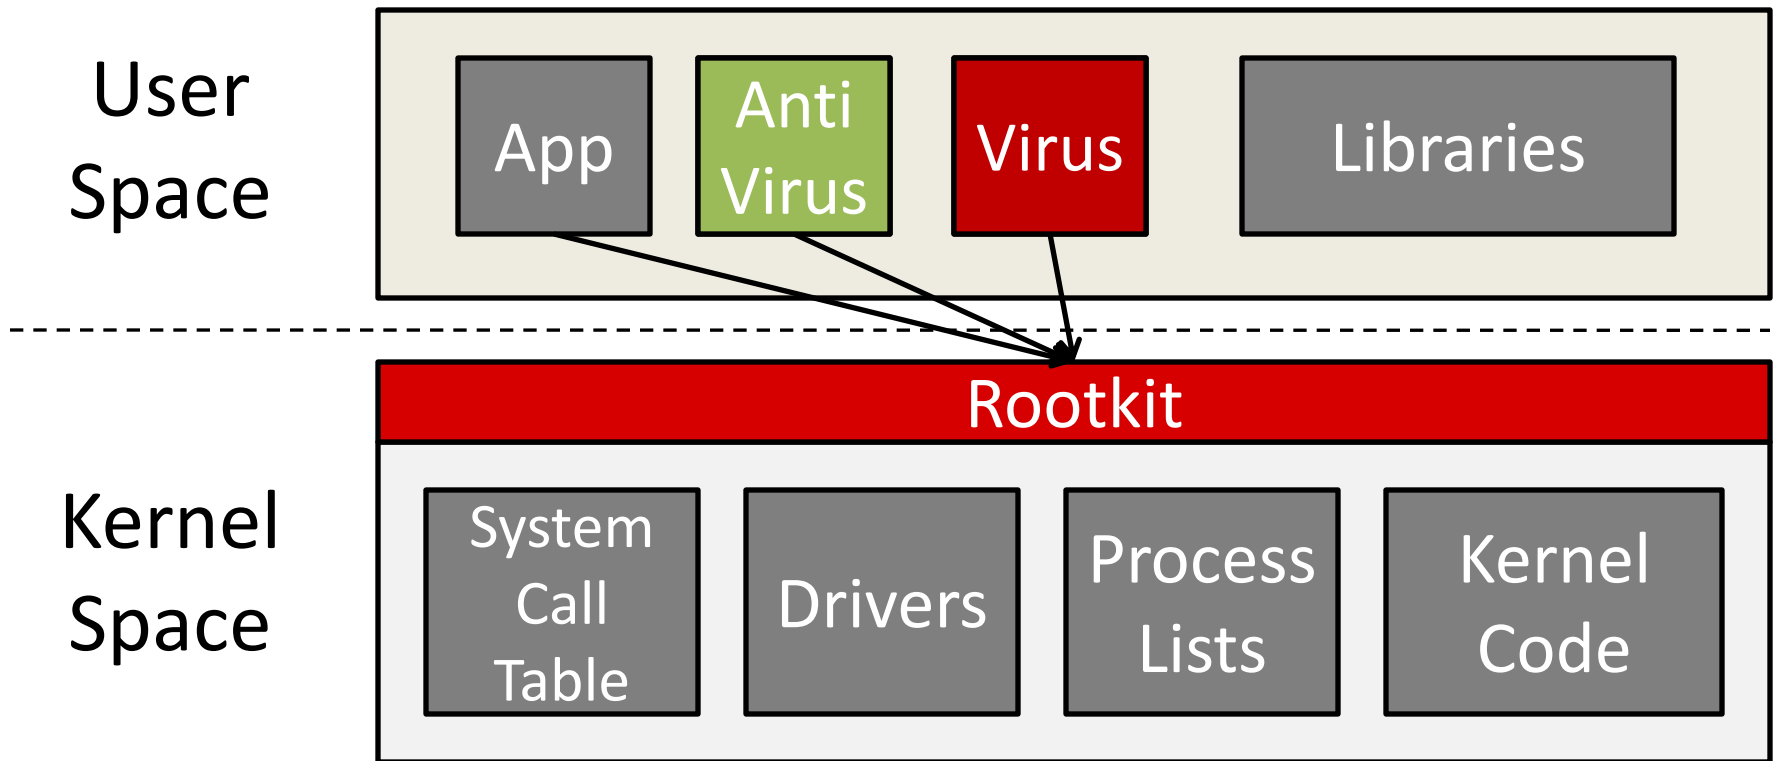 User
Space
App
Anti
Virus
Virus
Libraries
Rootkit
Kernel
Space
System
Call
Table
Drivers
Process
Lists
Kernel
Code